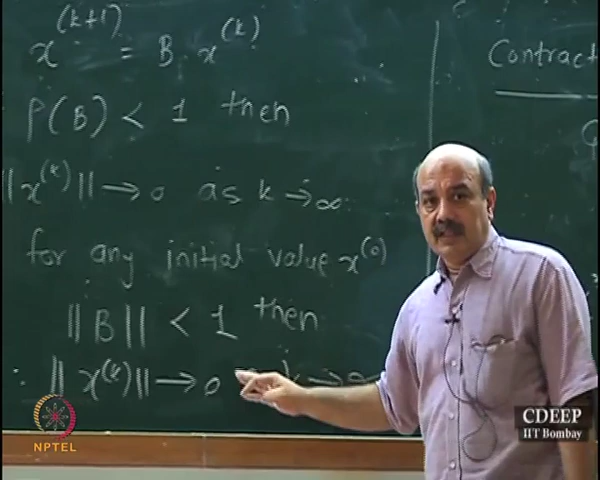 x^(k+1) = B x^(k)
ρ(B) < 1 then
||x^(k)|| → 0 as k → ∞
for any initial value x^(0)
||B|| < 1 then
||x^(k)|| → 0 k → ∞
Contract
NPTEL
CDEEP
IIT Bombay